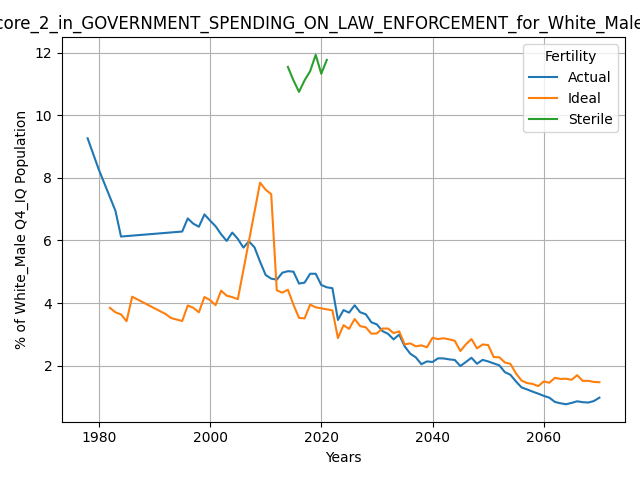 core_2_in_GOVERNMENT_SPENDING_ON_LAW_ENFORCEMENT_for_White_Male
Fertility
Actual
Ideal
Sterile
% of White_Male Q4_IQ Population
12
10
8
6
4
2
1980 2000 2020 2040 2060
Years